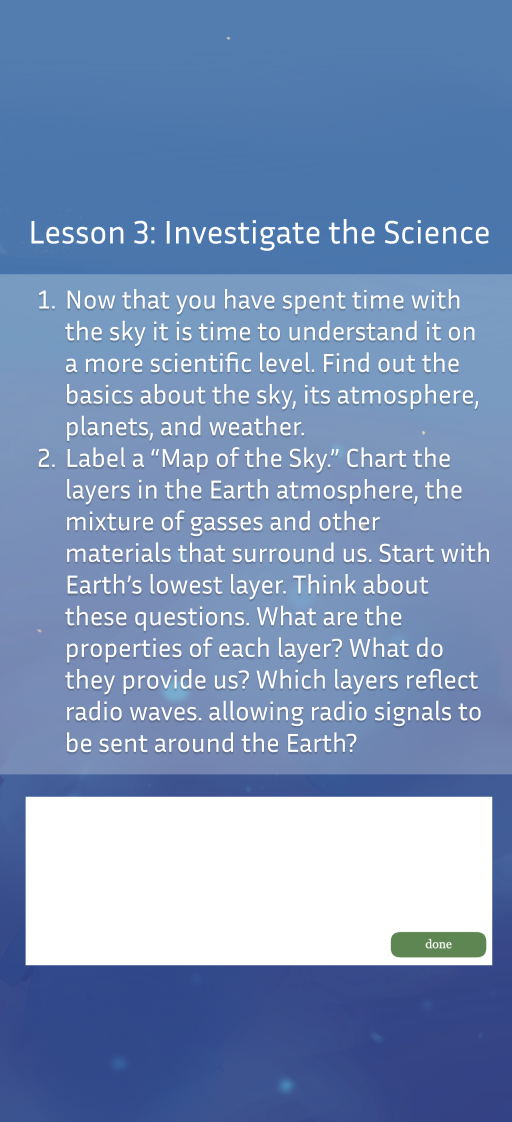 Lesson 3: Investigate the Science
1. Now that you have spent time with
the sky it is time to understand it on
a more scientific level. Find out the
basics about the sky, its atmosphere,
planets, and weather.
2. Label a “Map of the Sky.” Chart the
layers in the Earth atmosphere, the
mixture of gasses and other
materials that surround us. Start with
Earth’s lowest layer. Think about
these questions. What are the
properties of each layer? What do
they provide us? Which layers reflect
radio waves. allowing radio signals to
be sent around the Earth?
done